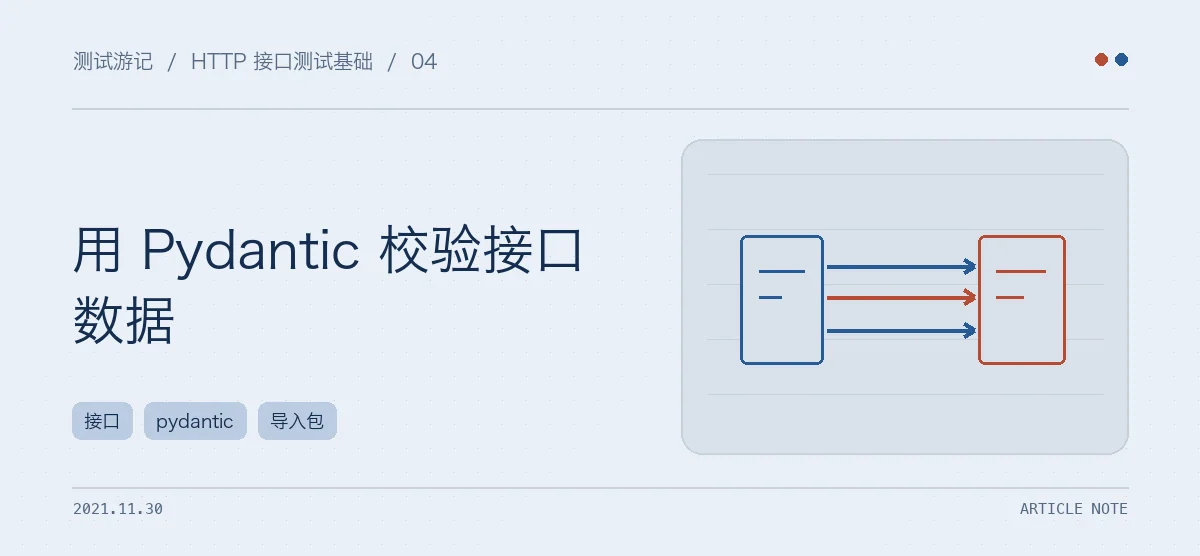 测试游记 / HTTP 接口测试基础 / 04
用 Pydantic 校验接口
数据
接口 pydantic 导入包
2021.11.30 ARTICLE NOTE